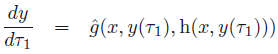 dy/dτ₁ = ĝ(x, y(τ₁), h(x, y(τ₁)))